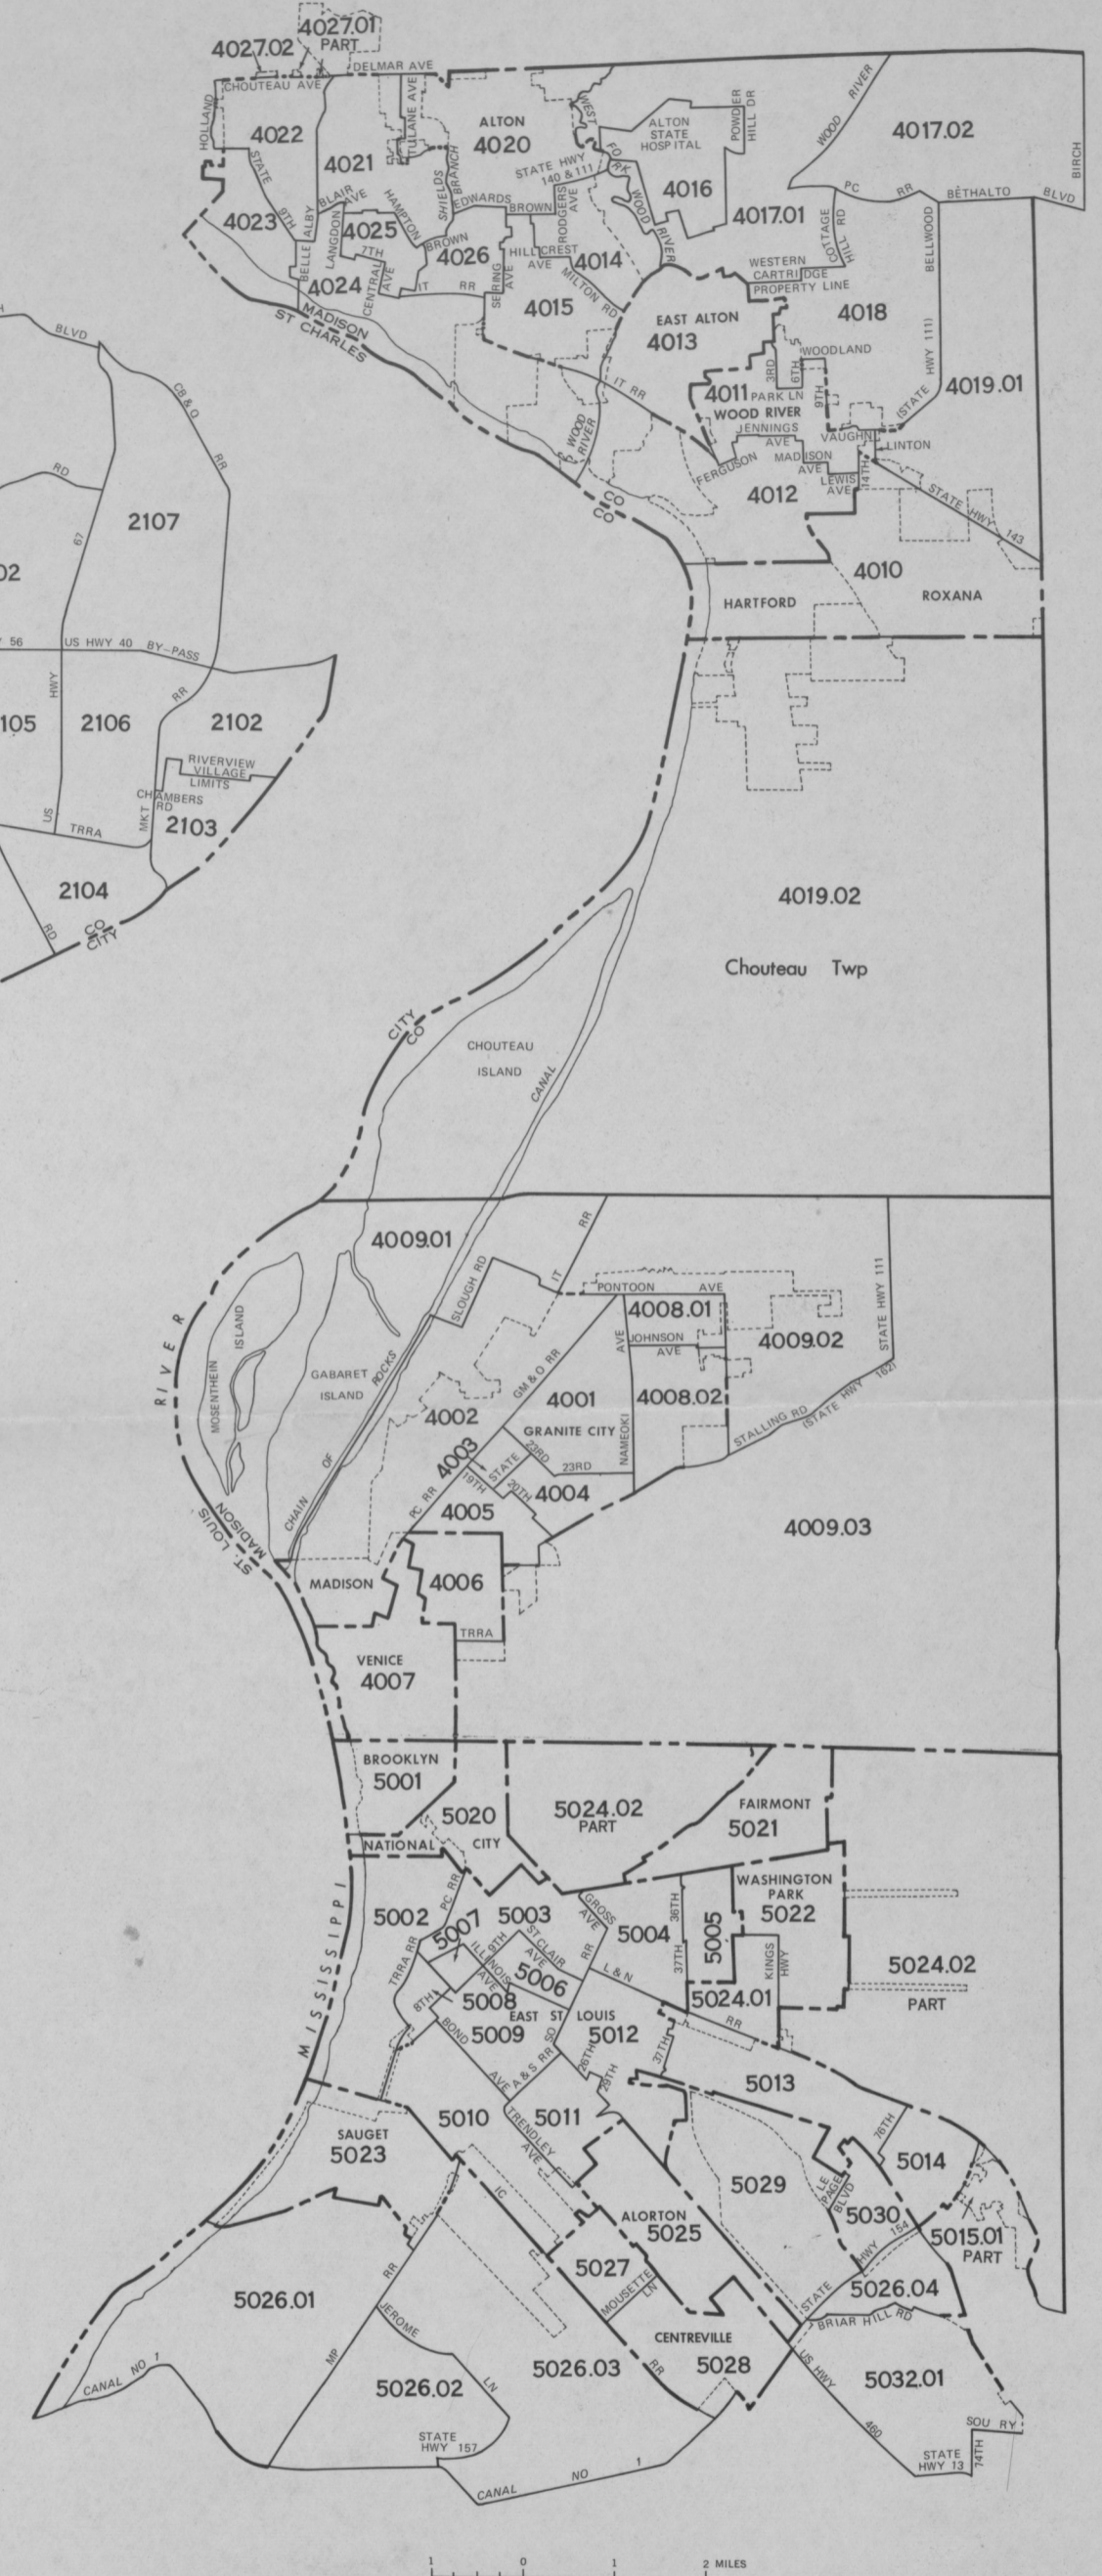 4027.01
PART
4027.02
DELMAR AVE
CHOUTEAU AVE
HOLLAND
4022
4021
TULANE AVE
ALTON
4020
WEST
FORK
WOOD
RIVER
ALTON
STATE
HOSPITAL
POWDER
HILL DR
WOOD RIVER
4017.02
BIRCH
STATE HWY
140 & 111
4016
4017.01
PC RR
BETHALTO BLVD
STATE
9TH
4023
BELLE
ALBY
BLAIR
AVE
LANGDON
4025
HAMPTON
SHIELDS
BRANCH
EDWARDS
BROWN
RODGERS
AVE
BROWN
4026
7TH
4024
CENTRAL
AVE
IT RR
SERING
AVE
HILLCREST
AVE
4014
MILTON RD
4015
WESTERN
CARTRIDGE
PROPERTY LINE
COTTAGE
HILL RD
BELLWOOD
4018
(STATE HWY 111)
4019.01
MADISON
ST CHARLES
EAST ALTON
4013
3RD
6TH S
WOODLAND
9TH
4011
PARK LN
WOOD RIVER
IT RR
WOOD
RIVER
JENNINGS
AVE
VAUGHN
LINTON
FERGUSON
MADISON
AVE
LEWIS
AVE
14TH
4012
STATE HWY 143
CO
CO
4010
HARTFORD
ROXANA
BLVD
CB & Q
RR
RD
2107
67
02
56
US HWY 40 BY-PASS
HWY
US
105
2106
RR
2102
RIVERVIEW
VILLAGE
LIMITS
CHAMBERS
RD
MKT
2103
TRRA
2104
RD
CO
CITY
4019.02
Chouteau Twp
CITY
CO
CHOUTEAU
ISLAND
CANAL
4009.01
SLOUGH RD
IT
RR
PONTOON AVE
4008.01
STATE HWY 111
JOHNSON
AVE
AVE
4009.02
RIVER
MOSENTHEIN
ISLAND
GABARET
ISLAND
CHAIN OF ROCKS
4002
GM & O RR
4001
4008.02
GRANITE CITY
NAMEOKI
STALLING RD
(STATE HWY 162)
4003
STATE
23RD
23RD
19TH
20TH
4004
PC RR
4005
4009.03
MADISON
ST. LOUIS
MADISON
4006
TRRA
VENICE
4007
BROOKLYN
5001
5020
NATIONAL CITY
5024.02
PART
FAIRMONT
5021
WASHINGTON
PARK
5022
MISSISSIPPI
5002
PC RR
5003
5007
GROSS
AVE
5004
36TH
37TH
5005
KINGS
HWY
5024.02
PART
TRRA RR
ILLINOIS
AVE
9TH
ST CLAIR
AVE
RR
5006
L & N
RR
5024.01
8TH
5008
EAST ST LOUIS
5009
BOND
AVE
A & S RR
SO
5012
26TH
29TH
37TH
5013
5010
5011
TRENDLEY
AVE
SAUGET
5023
76TH
5014
5029
LE
PAGE
BLVD
5030
ALORTON
5025
HWY 154
STATE
5015.01
PART
IC
RR
5027
MOUSETTE
LN
5026.04
BRIAR HILL RD
5026.01
RR
MP
JEROME
LN
CENTREVILLE
5028
5026.03
5026.02
US HWY
460
5032.01
CANAL NO 1
STATE
HWY 157
CANAL NO 1
SOU RY
74TH
STATE
HWY 13
1 0 1 2 MILES